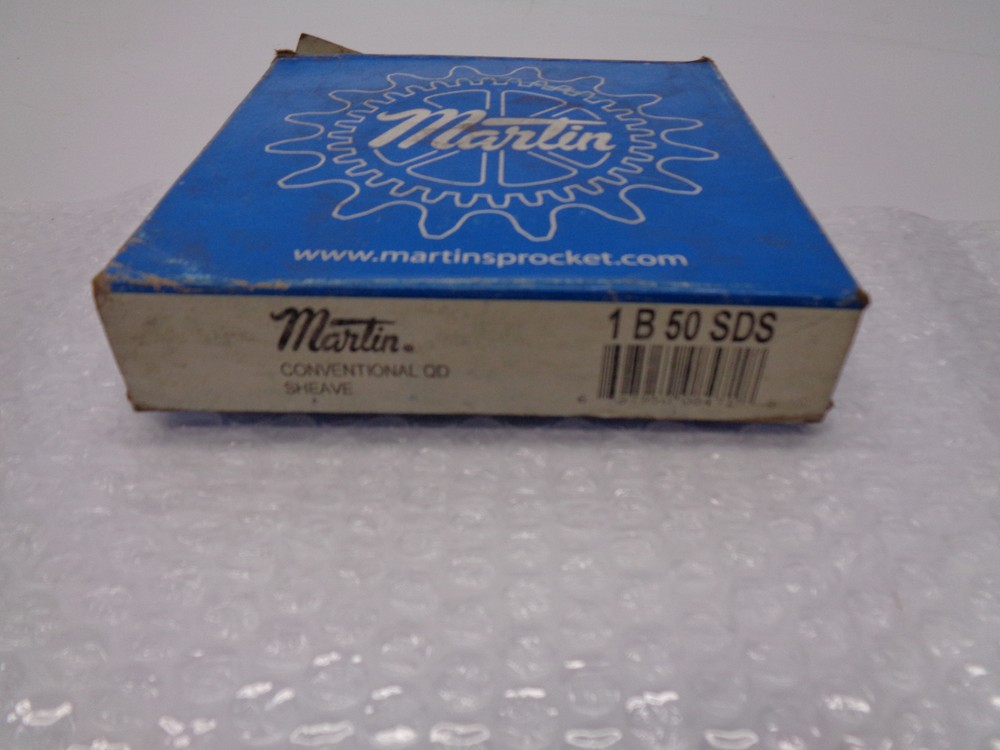 Martin
www.martinsprocket.com
Martin
1 B 50 SDS
CONVENTIONAL QD
SHEAVE